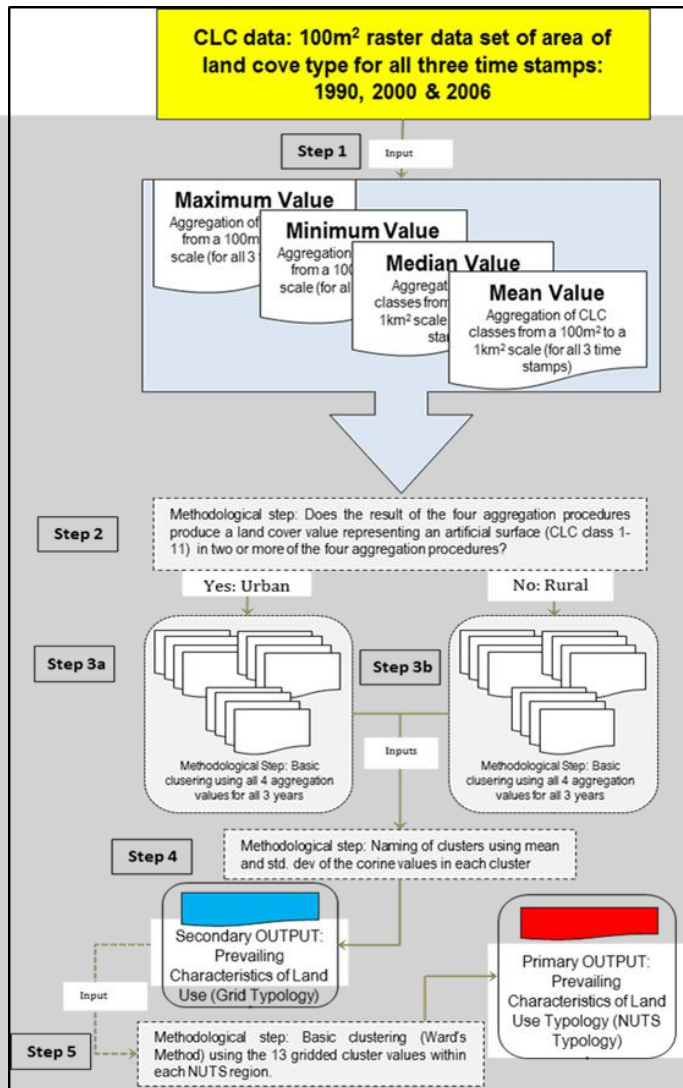 CLC data: 100m² raster data set of area of
land cove type for all three time stamps:
1990, 2000 & 2006
Step 1
Input
Maximum Value
Aggregation of
from a 100m
scale (for all 3 t
Minimum Value
Aggregation
from a 100
scale (for all
Median Value
Aggregat
classes from
1km² scale
sta
Mean Value
Aggregation of CLC
classes from a 100m² to a
1km² scale (for all 3 time
stamps)
Step 2
Methodological step: Does the result of the four aggregation procedures
produce a land cover value representing an artificial surface (CLC class 1-
11) in two or more of the four aggregation procedures?
Yes: Urban
No: Rural
Step 3a
Step 3b
Methodological Step: Basic
clustering using all 4 aggregation
values for all 3 years
Inputs
Methodological Step: Basic
clustering using all 4 aggregation
values for all 3 years
Step 4
Methodological step: Naming of clusters using mean
and std. dev of the corine values in each cluster
Secondary OUTPUT:
Prevailing
Characteristics of Land
Use (Grid Typology)
Primary OUTPUT:
Prevailing
Characteristics of Land
Use Typology (NUTS
Typology)
Input
Step 5
Methodological step: Basic clustering (Ward's
Method) using the 13 gridded cluster values within
each NUTS region.